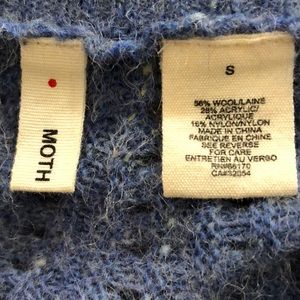 MOTH
S
56% WOOL/LAINE
28% ACRYLIC/
ACRYLIQUE
16% NYLON/NYLON
MADE IN CHINA
FABRIQUE EN CHINE
SEE REVERSE
FOR CARE
ENTRETIEN AU VERSO
RN#66170
CA#32054